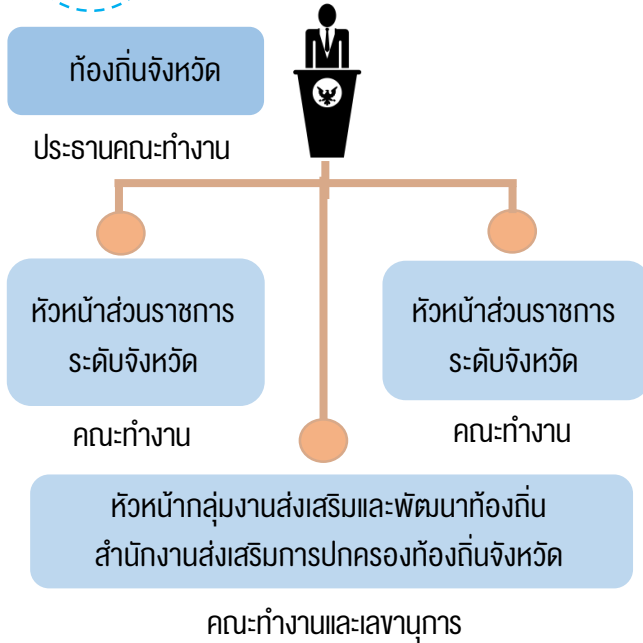 ท้องถิ่นจังหวัด
ประธานคณะทำงาน
หัวหน้าส่วนราชการ
ระดับจังหวัด
คณะทำงาน
หัวหน้าส่วนราชการ
ระดับจังหวัด
คณะทำงาน
หัวหน้ากลุ่มงานส่งเสริมและพัฒนาท้องถิ่น
สำนักงานส่งเสริมการปกครองท้องถิ่นจังหวัด
คณะทำงานและเลขานุการ